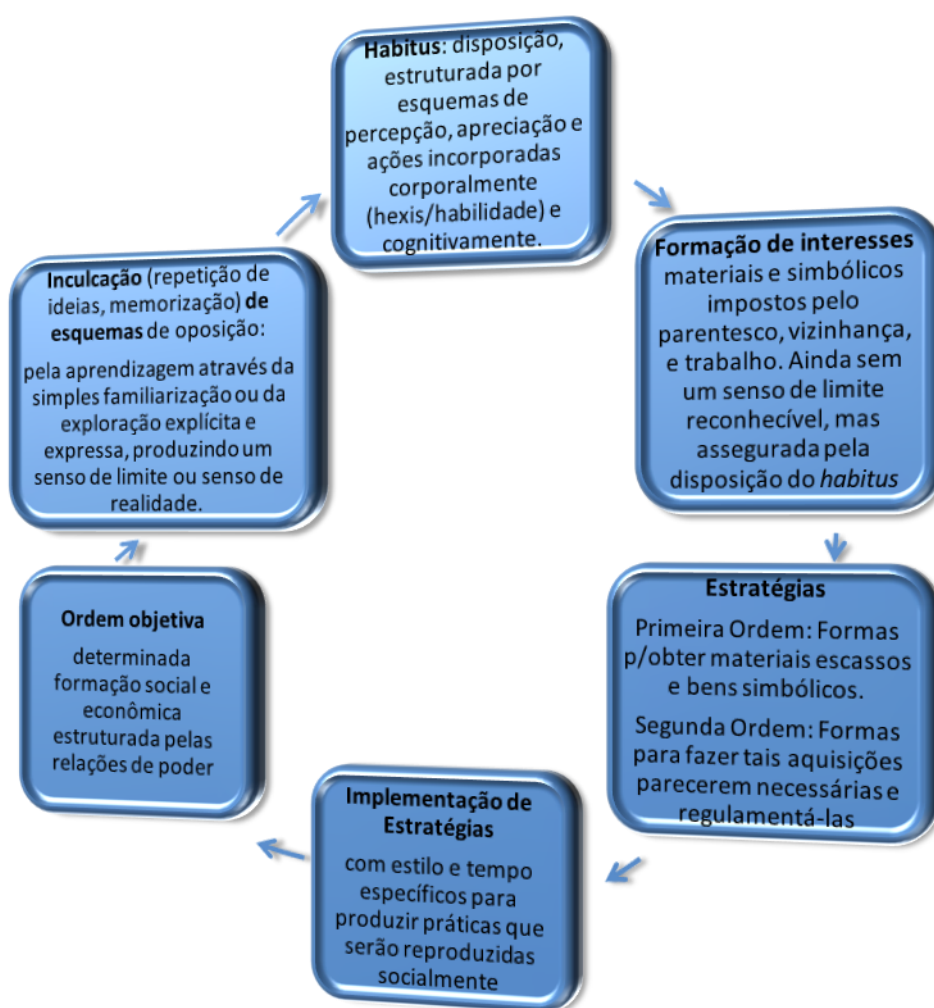 Habitus: disposição,
estruturada por
esquemas de
percepção, apreciação e
ações incorporadas
corporalmente
(hexis/habilidade) e
cognitivamente.
Formação de interesses
materiais e simbólicos
impostos pelo
parentesco, vizinhança,
e trabalho. Ainda sem
um senso de limite
reconhecível, mas
assegurada pela
disposição do habitus
Estratégias
Primeira Ordem: Formas
p/obter materiais escassos
e bens simbólicos.
Segunda Ordem: Formas
para fazer tais aquisições
parecerem necessárias e
regulamentá-las
Implementação de
Estratégias
com estilo e tempo
específicos para
produzir práticas que
serão reproduzidas
socialmente
Ordem objetiva
determinada
formação social e
econômica
estruturada pelas
relações de poder
Inculcação (repetição de
ideias, memorização) de
esquemas de oposição:
pela aprendizagem através da
simples familiarização ou da
exploração explícita e
expressa, produzindo um
senso de limite ou senso de
realidade.